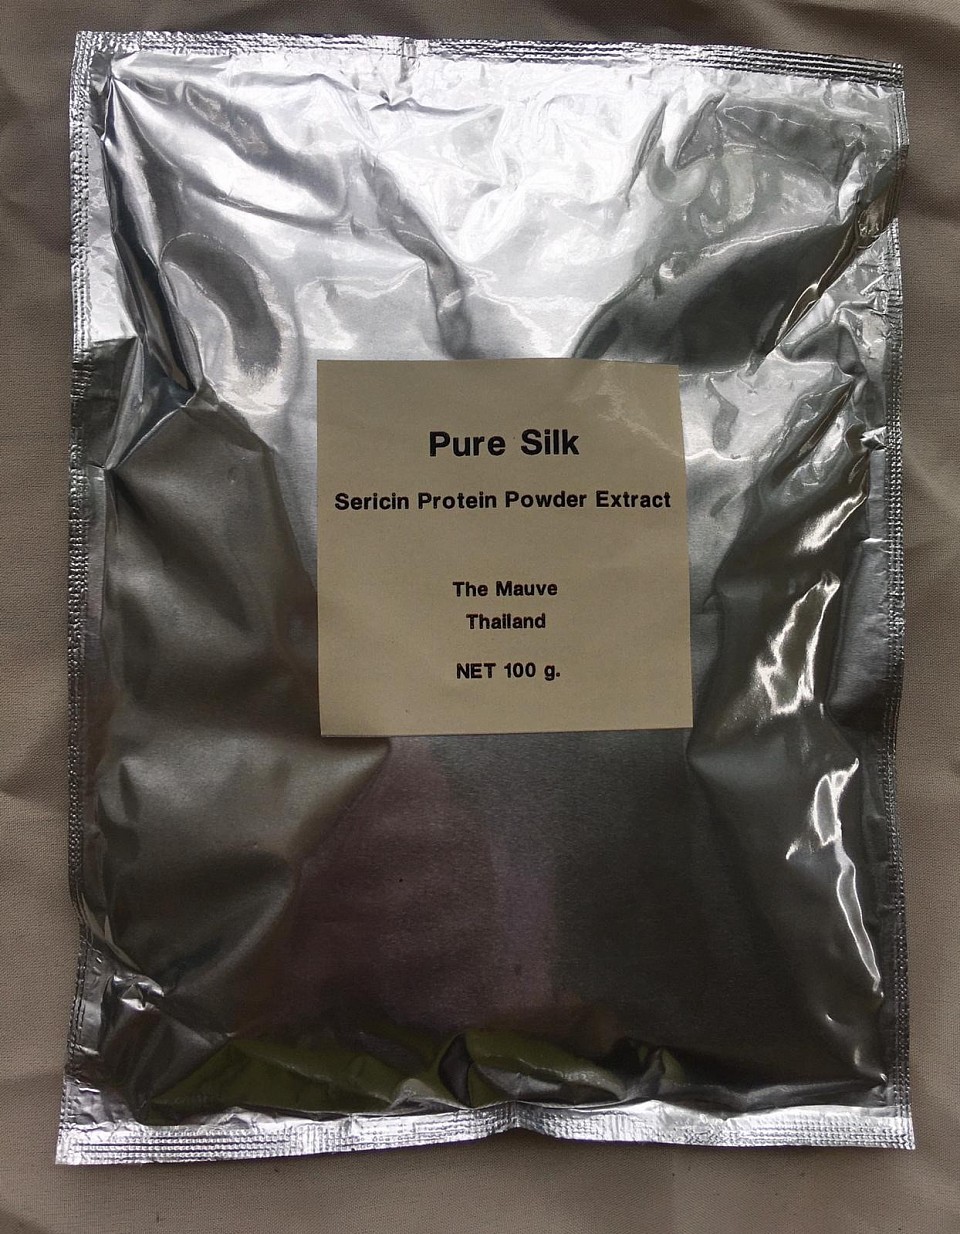 Pure Silk
Sericin Protein Powder Extract
The Mauve
Thailand
NET 100 g.